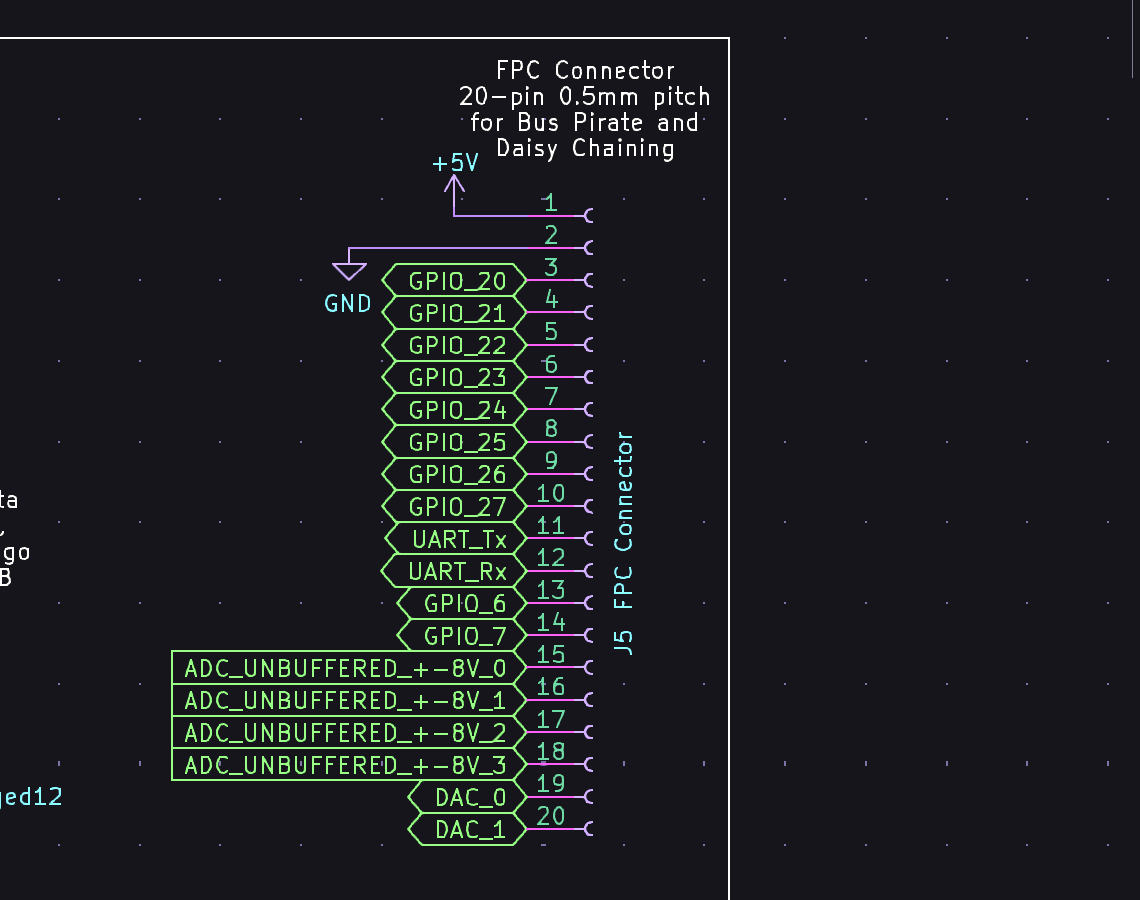 FPC Connector
20-pin 0.5mm pitch
for Bus Pirate and
Daisy Chaining
+5V
1
2
GND
GPIO_20 3
GPIO_21 4
GPIO_22 5
GPIO_23 6
GPIO_24 7
GPIO_25 8
GPIO_26 9
GPIO_27 10
UART_Tx 11
UART_Rx 12
GPIO_6 13
GPIO_7 14
ADC_UNBUFFERED_+-8V_0 15
ADC_UNBUFFERED_+-8V_1 16
ADC_UNBUFFERED_+-8V_2 17
ADC_UNBUFFERED_+-8V_3 18
DAC_0 19
DAC_1 20
J5 FPC Connector
ta
go
B
ged12